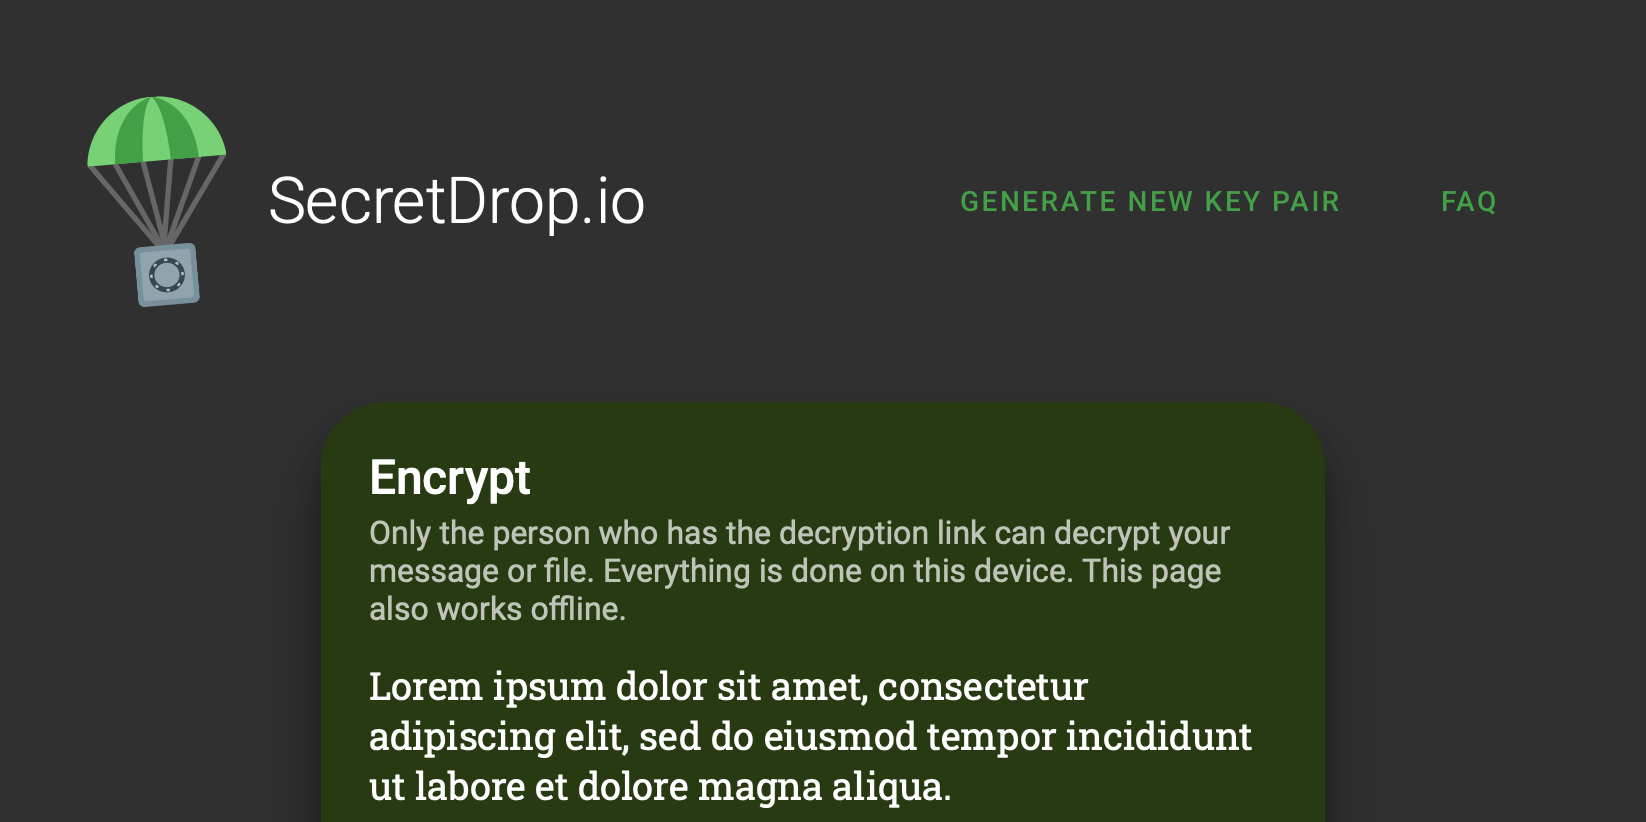 SecretDrop.io
GENERATE NEW KEY PAIR
FAQ
Encrypt
Only the person who has the decryption link can decrypt your
message or file. Everything is done on this device. This page
also works offline.
Lorem ipsum dolor sit amet, consectetur
adipiscing elit, sed do eiusmod tempor incididunt
ut labore et dolore magna aliqua.